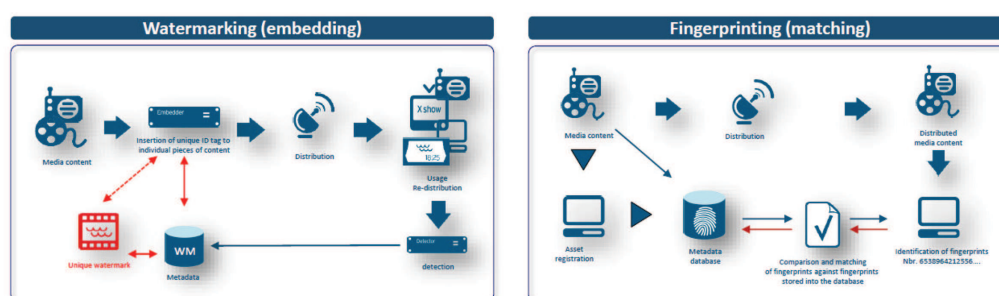 Watermarking (embedding)
Embedder
X show
1825
Media content
Insertion of unique ID tag to
individual pieces of content
Distribution
Usage
Re-distribution
Detector
detection
WM
Unique watermark
Metadata
Fingerprinting (matching)
Media content
Distribution
Distributed
media content
Asset
registration
Metadata
database
Comparison and matching
of fingerprints against fingerprints
stored into the database
Identification of fingerprints
Nbr. 6538964212556....